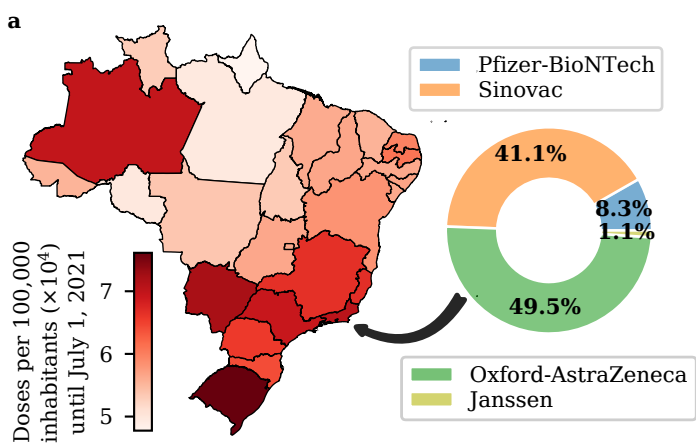 a
Pfizer-BioNTech
Sinovac
41.1%
8.3%
1.1%
49.5%
Doses per 100,000
inhabitants (×10⁴)
until July 1, 2021
7
6
5
Oxford-AstraZeneca
Janssen